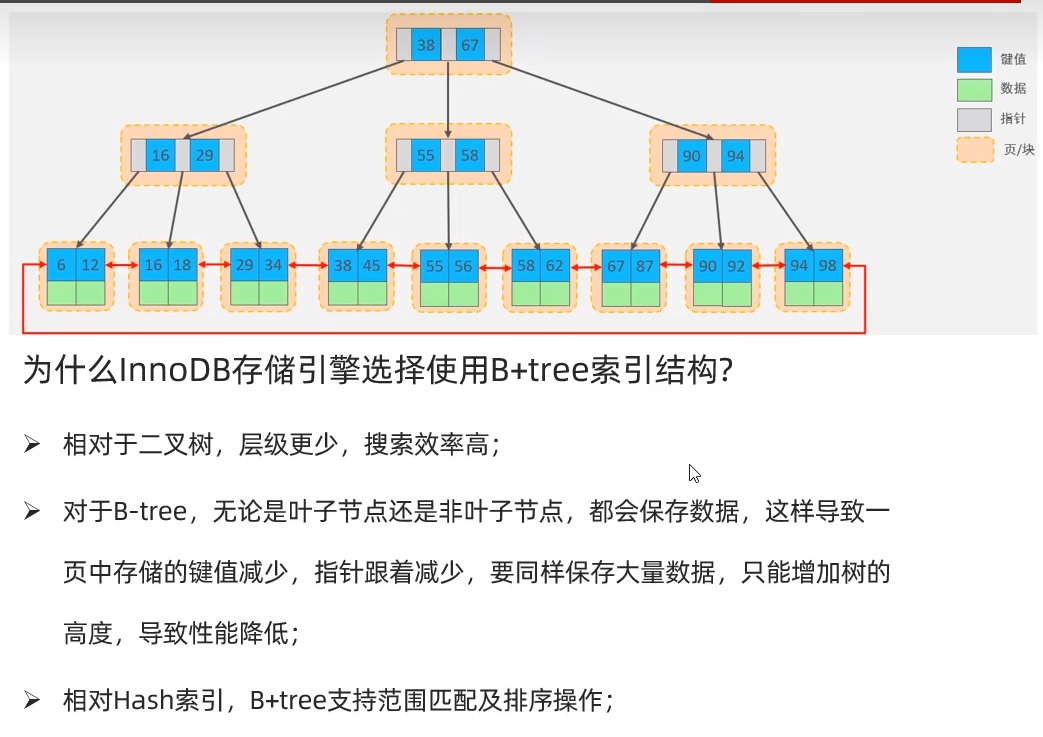 38 67
键值
数据
指针
页/块
16 29 55 58 90 94
6 12 16 18 29 34 38 45 55 56 58 62 67 87 90 92 94 98
为什么InnoDB存储引擎选择使用B+tree索引结构?
➢ 相对于二叉树，层级更少，搜索效率高；
➢ 对于B-tree，无论是叶子节点还是非叶子节点，都会保存数据，这样导致一
页中存储的键值减少，指针跟着减少，要同样保存大量数据，只能增加树的
高度，导致性能降低；
➢ 相对Hash索引，B+tree支持范围匹配及排序操作；